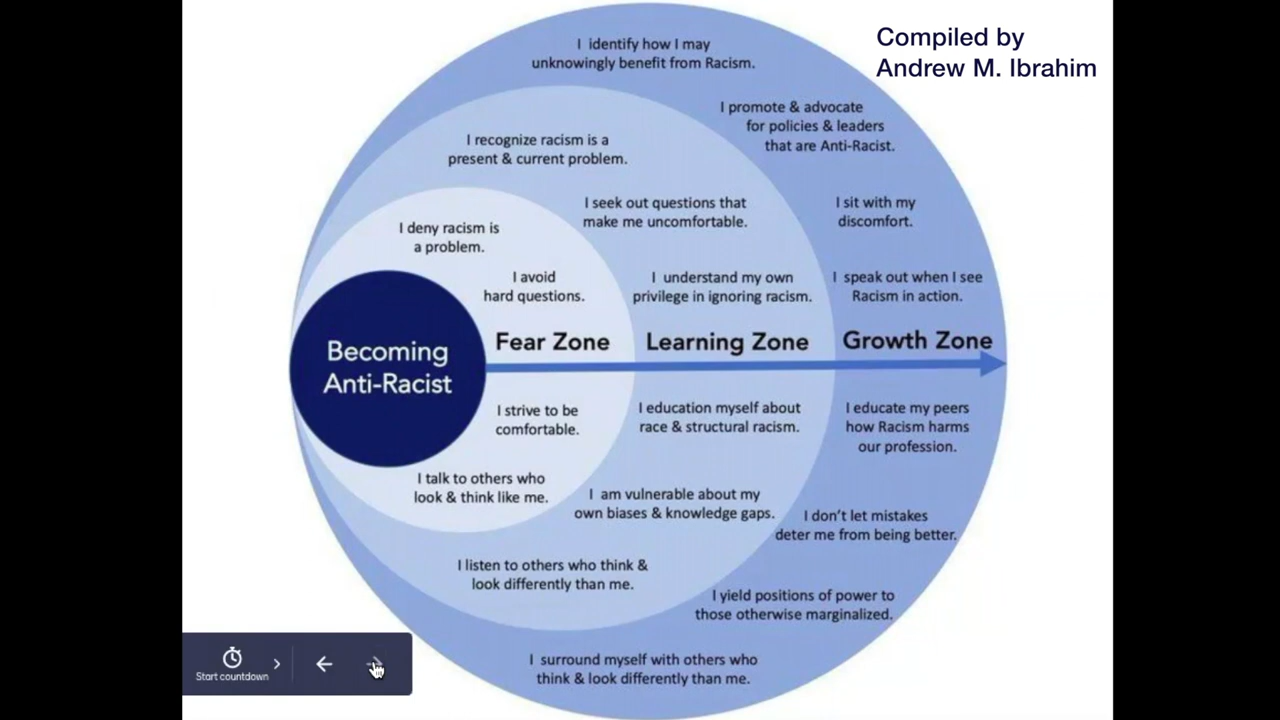 Compiled by
Andrew M. Ibrahim
I identify how I may
unknowingly benefit from Racism.
I promote & advocate
for policies & leaders
that are Anti-Racist.
I recognize racism is a
present & current problem.
I seek out questions that
make me uncomfortable.
I sit with my
discomfort.
I deny racism is
a problem.
I avoid
hard questions.
I understand my own
privilege in ignoring racism.
I speak out when I see
Racism in action.
Becoming
Anti-Racist
Fear Zone
Learning Zone
Growth Zone
I strive to be
comfortable.
I education myself about
race & structural racism.
I educate my peers
how Racism harms
our profession.
I talk to others who
look & think like me.
I am vulnerable about my
own biases & knowledge gaps.
I don't let mistakes
deter me from being better.
I listen to others who think &
look differently than me.
I yield positions of power to
those otherwise marginalized.
I surround myself with others who
think & look differently than me.
Start countdown